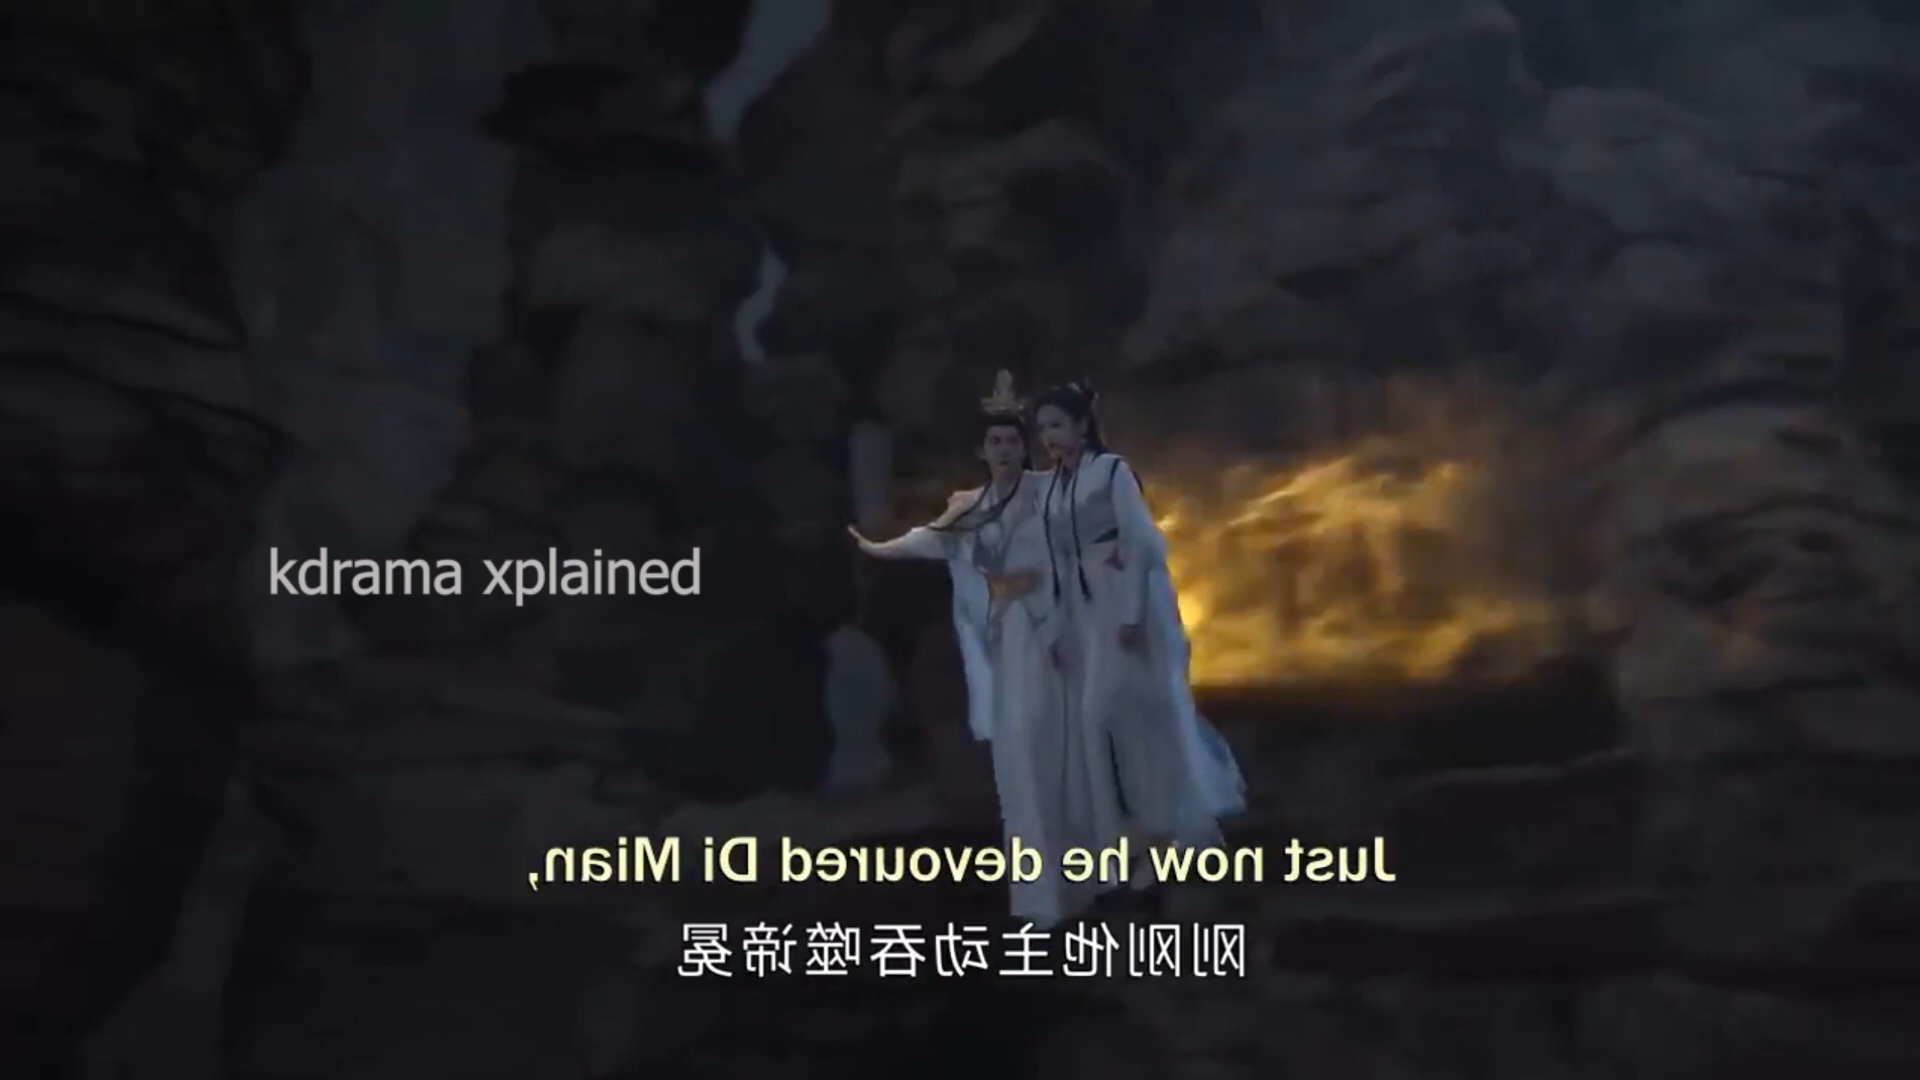 kdrama xplained
Just now he devoured Di Mian,
刚刚他主动吞噬谛冕